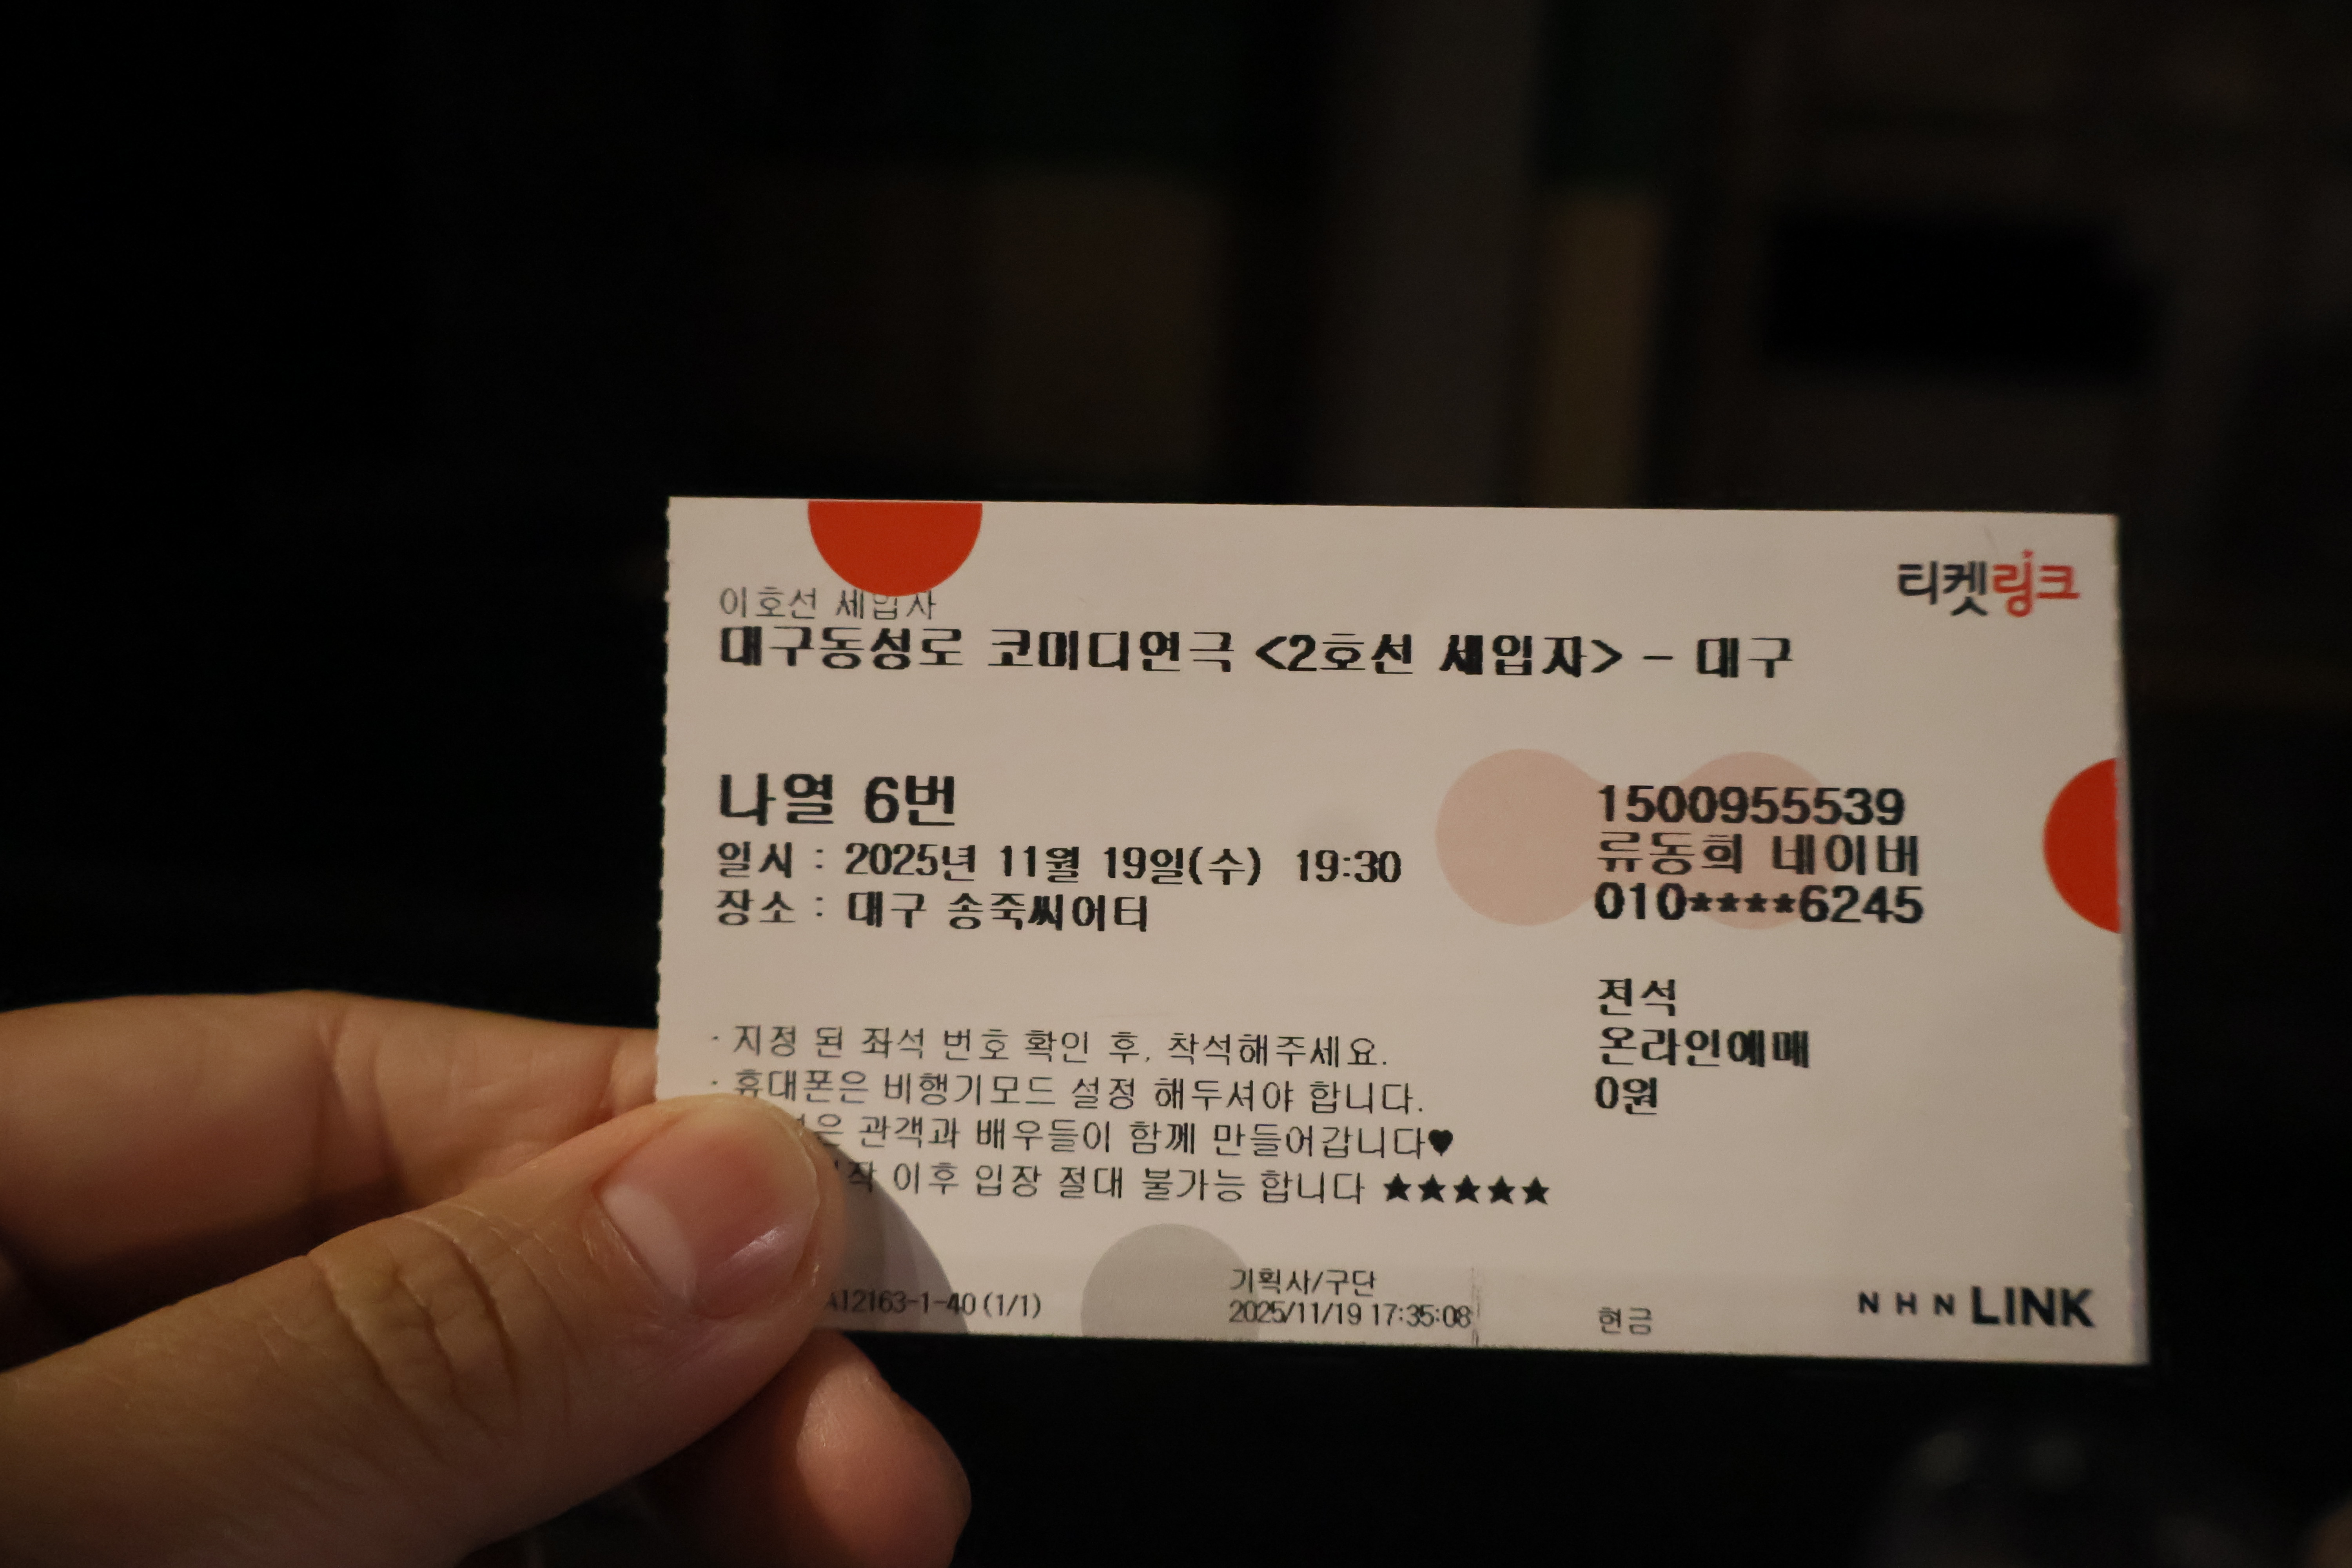 티켓링크
이호선 세입사
대구동성로 코미디연극 <2호선 세입자> - 대구
나열 6번
일시 : 2025년 11월 19일(수) 19:30
장소 : 대구 송죽씨어터
1500955539
류동희 네이버
010****6245
전석
온라인예매
0원
· 지정 된 좌석 번호 확인 후, 착석해주세요.
· 휴대폰은 비행기모드 설정 해두셔야 합니다.
관객과 배우들이 함께 만들어갑니다♥
이후 입장 절대 불가능 합니다 ★★★★★
A12163-1-40 (1/1)
기획사/구단
2025/11/19 17:35:08
현금
NHN LINK